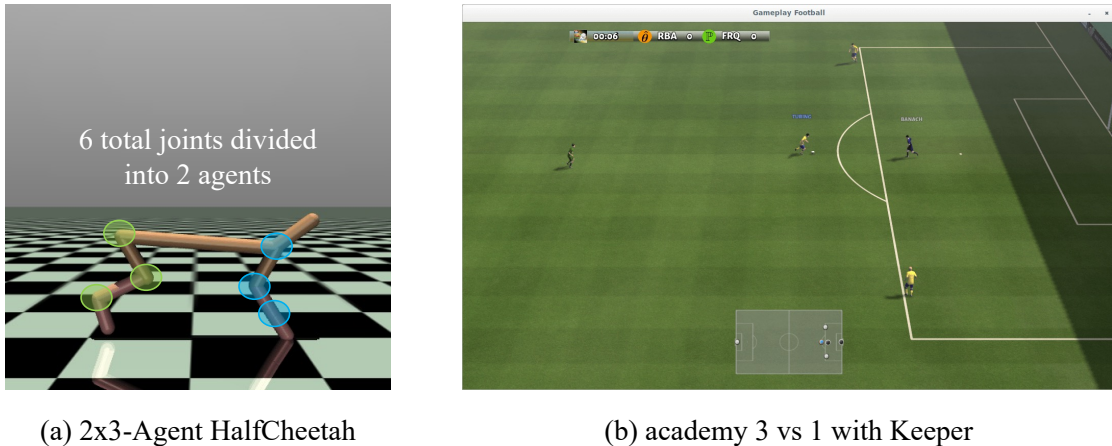 6 total joints divided
into 2 agents
(a) 2x3-Agent HalfCheetah
Gameplay Football
00:06 θ RBA 0 P FRQ 0
BANACH
(b) academy 3 vs 1 with Keeper